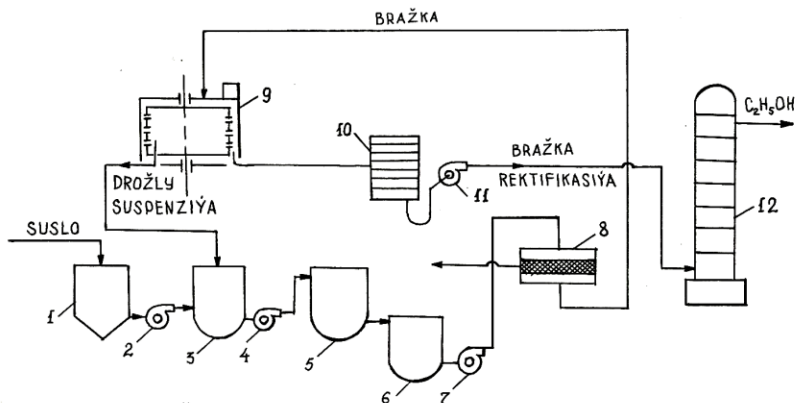 BRAŽKA
9
10
C₂H₅OH
BRAŽKA
REKTIFIKASIÝA
11
12
DROŽLY
SUSPENZIÝA
SUSLO
8
1
2
3
4
5
6
7